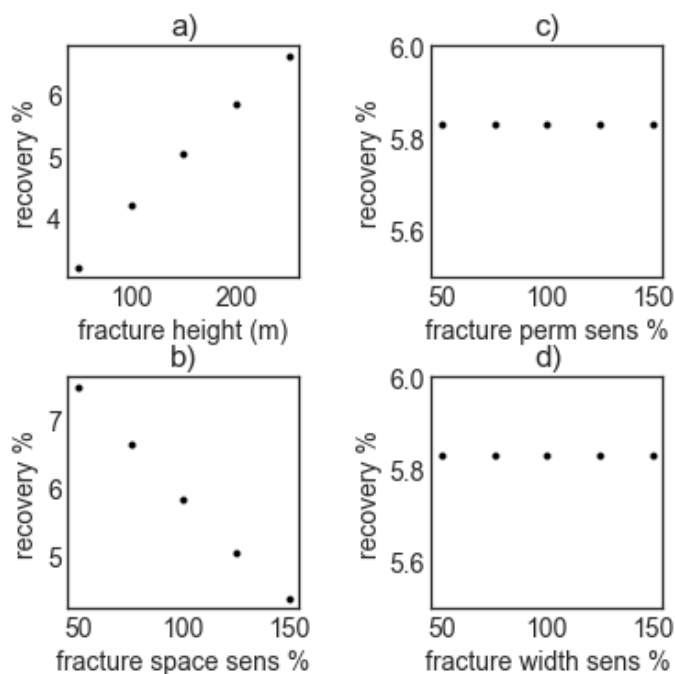 a)
recovery %
6
5
4
100 200
fracture height (m)
c)
recovery %
6.0
5.8
5.6
50 100 150
fracture perm sens %
b)
recovery %
7
6
5
50 100 150
fracture space sens %
d)
recovery %
6.0
5.8
5.6
50 100 150
fracture width sens %